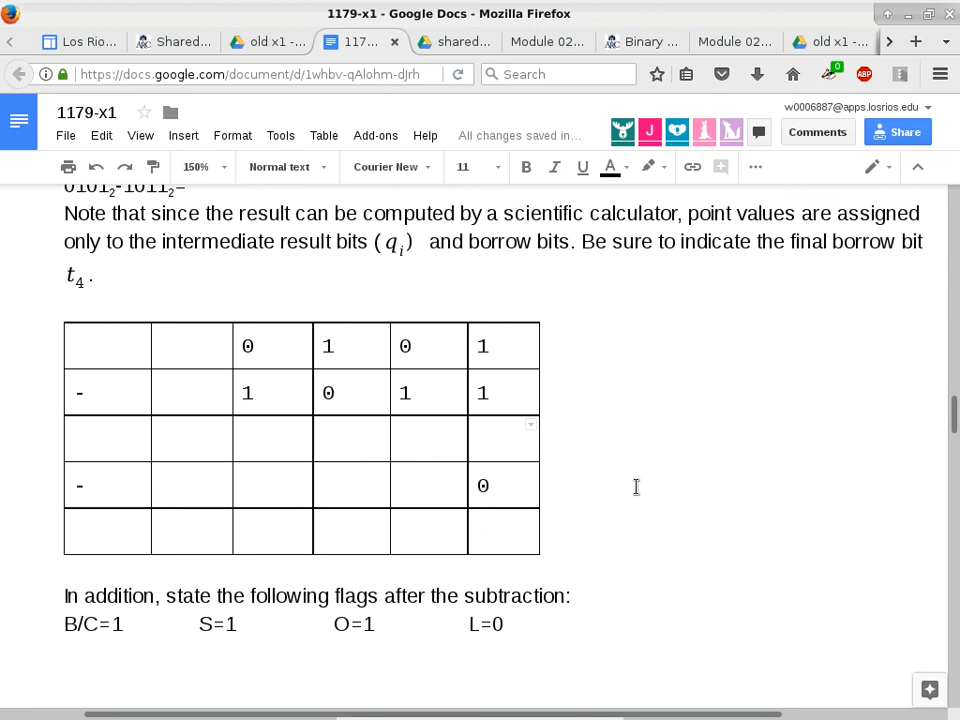 1179-x1 - Google Docs - Mozilla Firefox
Los Rio...
Shared...
old x1 -...
117...
shared...
Module 02...
Binary ...
Module 02...
old x1 -...
https://docs.google.com/document/d/1whbv-qAlohm-dJrh
Search
0
ABP
1179-x1
w0006887@apps.losrios.edu
File Edit View Insert Format Tools Table Add-ons Help All changes saved in...
J
Comments
Share
150% Normal text Courier New 11 B I U A
0101₂-1011₂=
Note that since the result can be computed by a scientific calculator, point values are assigned
only to the intermediate result bits (qᵢ) and borrow bits. Be sure to indicate the final borrow bit
t₄.
0 1 0 1
- 1 0 1 1
- 0
In addition, state the following flags after the subtraction:
B/C=1 S=1 O=1 L=0